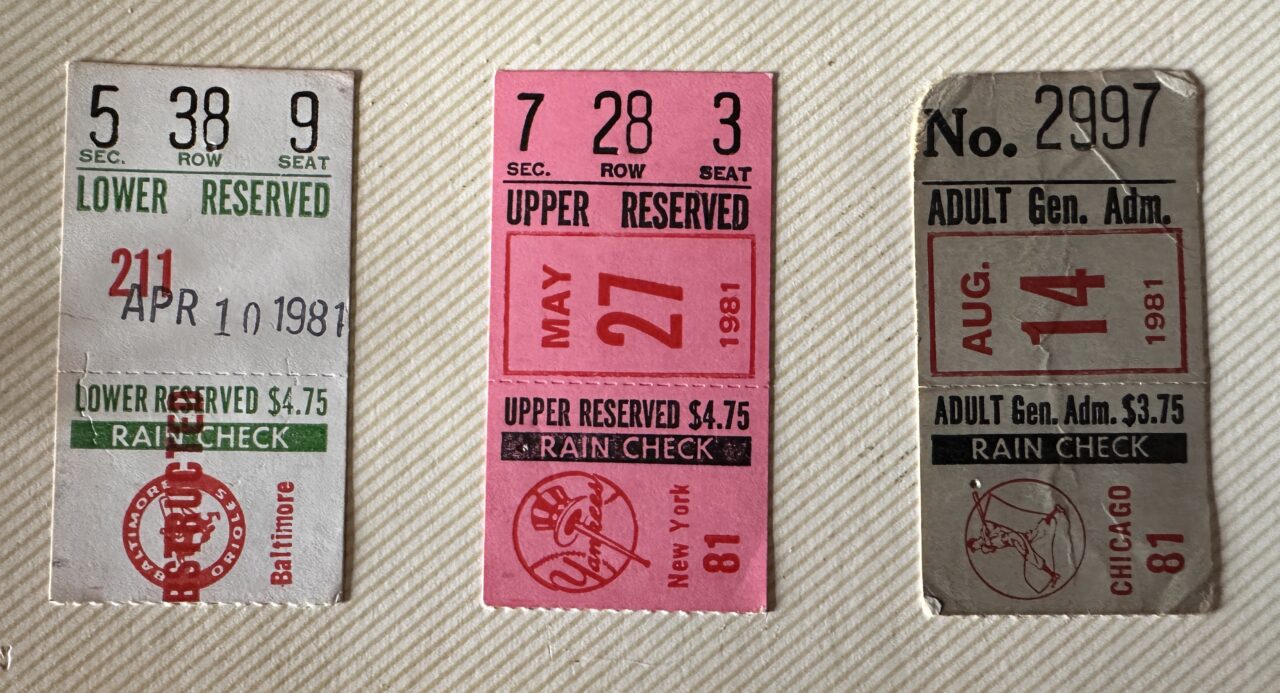 5 38 9
SEC. ROW SEAT
LOWER RESERVED
211
APR 10 1981
LOWER RESERVED $4.75
RAIN CHECK
BSTRUCTED
BALTIMORE ORIOLES
Baltimore
7 28 3
SEC. ROW SEAT
UPPER RESERVED
MAY 27 1981
UPPER RESERVED $4.75
RAIN CHECK
Yankees
New York
81
No. 2997
ADULT Gen. Adm.
AUG. 14 1981
ADULT Gen. Adm. $3.75
RAIN CHECK
CHICAGO
81